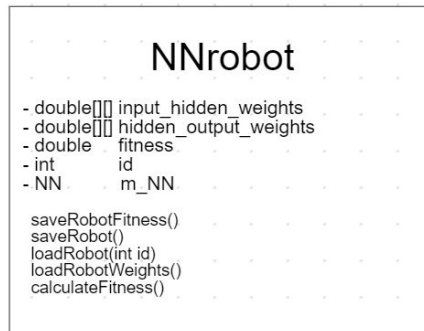 NNrobot
- double[][] input_hidden_weights
- double[][] hidden_output_weights
- double fitness
- int id
- NN m_NN
saveRobotFitness()
saveRobot()
loadRobot(int id)
loadRobotWeights()
calculateFitness()